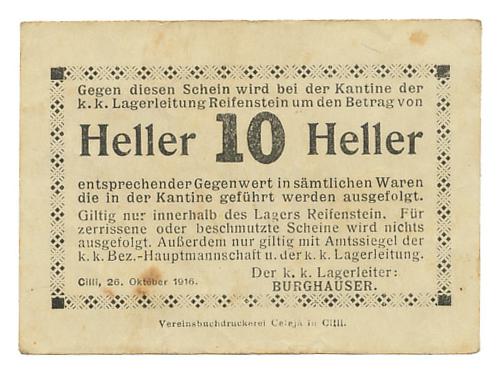 Gegen diesen Schein wird bei der Kantine der
k. k. Lagerleitung Reifenstein um den Betrag von
Heller 10 Heller
entsprechender Gegenwert in sämtlichen Waren
die in der Kantine geführt werden ausgefolgt.
Giltig nur innerhalb des Lagers Reifenstein. Für
zerrissene oder beschmutzte Scheine wird nichts
ausgefolgt. Außerdem nur giltig mit Amtssiegel der
k. k. Bez.-Hauptmannschaft u. der k. k. Lagerleitung.
Cilli, 26. Oktober 1916.
Der k. k. Lagerleiter:
BURGHAUSER.
Vereinsbuchdruckerei Celeja in Cilli.